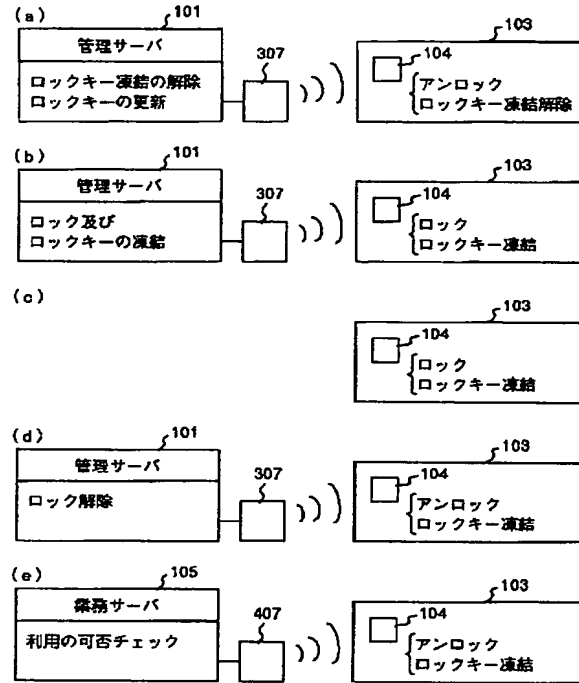 (a)
101
管理サーバ
ロックキー凍結の解除
ロックキーの更新
307
103
104
アンロック
ロックキー凍結解除
(b)
101
管理サーバ
ロック及び
ロックキーの凍結
307
103
104
ロック
ロックキー凍結
(c)
103
104
ロック
ロックキー凍結
(d)
101
管理サーバ
ロック解除
307
103
104
アンロック
ロックキー凍結
(e)
105
業務サーバ
利用の可否チェック
407
103
104
アンロック
ロックキー凍結